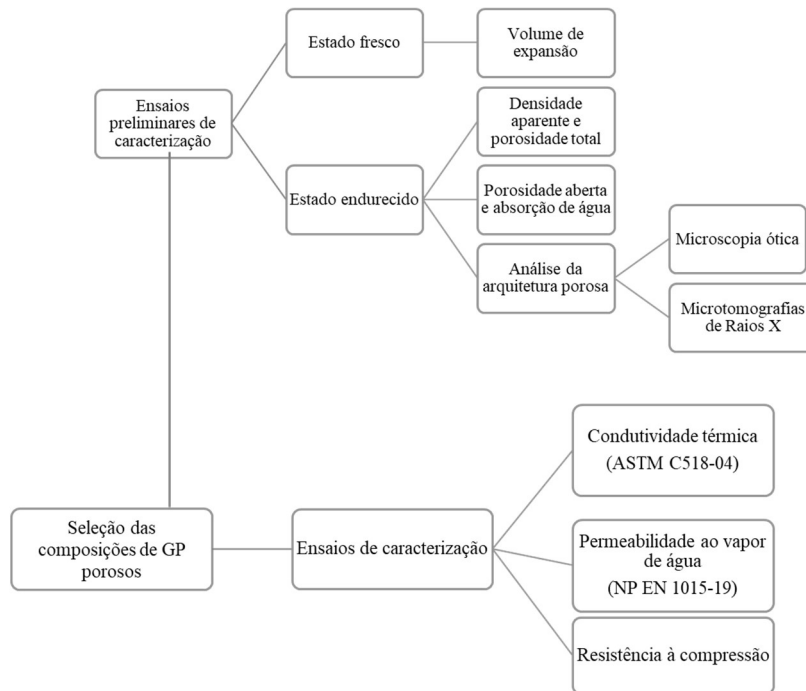 Estado fresco
Volume de
expansão
Ensaios
preliminares de
caracterização
Densidade
aparente e
porosidade total
Estado endurecido
Porosidade aberta
e absorção de água
Análise da
arquitetura porosa
Microscopia ótica
Microtomografias
de Raios X
Seleção das
composições de GP
porosos
Ensaios de caracterização
Condutividade térmica
(ASTM C518-04)
Permeabilidade ao vapor
de água
(NP EN 1015-19)
Resistência à compressão